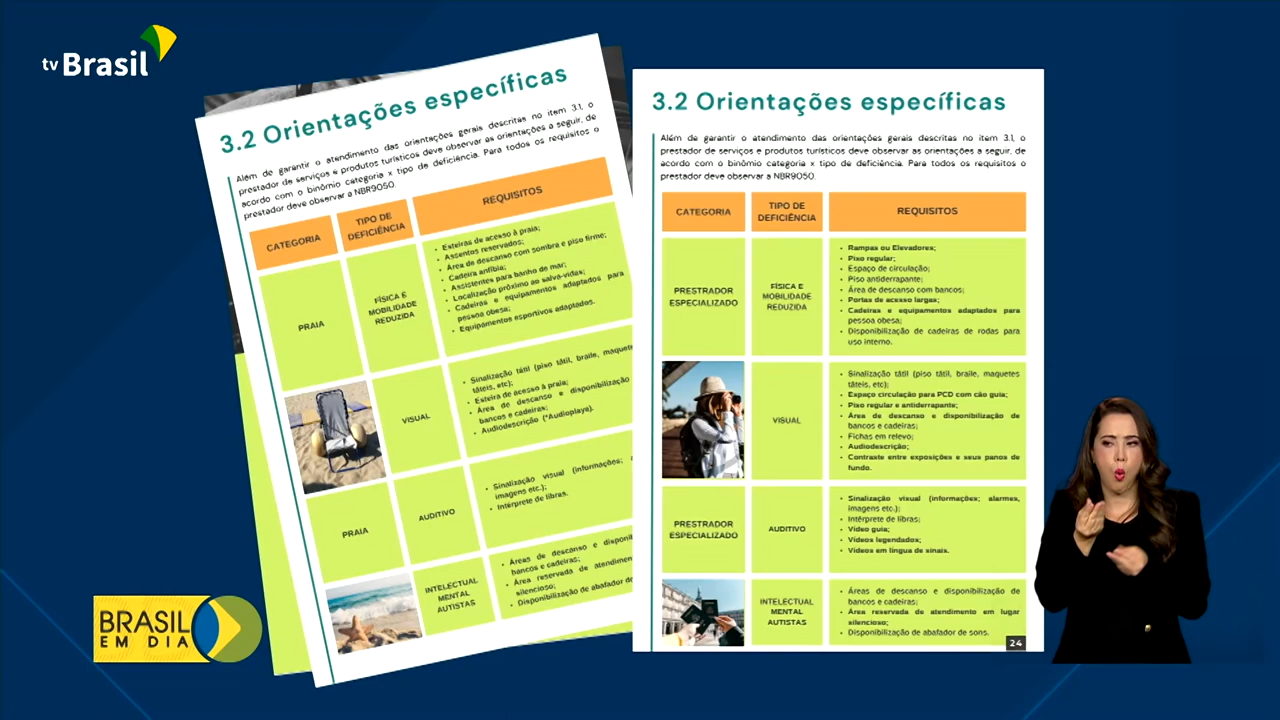 tv Brasil
3.2 Orientações específicas
Além de garantir o atendimento das orientações gerais descritas no item 3.1, o
prestador de serviços e produtos turísticos deve observar as orientações a seguir, de
acordo com o binômio categoria x tipo de deficiência. Para todos os requisitos o
prestador deve observar a NBR9050.
CATEGORIA
TIPO DE
DEFICIÊNCIA
REQUISITOS
PRAIA
FÍSICA E
MOBILIDADE
REDUZIDA
• Esteiras de acesso à praia;
• Assentos reservados;
• Área de descanso com sombra e piso firme;
• Cadeira anfíbia;
• Assistentes para banho de mar;
• Localização próximo ao salva-vidas;
• Cadeiras e equipamentos adaptados para
pessoa obesa;
• Equipamentos esportivos adaptados.
VISUAL
• Sinalização tátil (piso tátil, braile, maquetes
táteis, etc);
• Esteira de acesso à praia;
• Área de descanso e disponibilização
bancos e cadeiras;
• Audiodescrição (*Audioplaya).
PRAIA
AUDITIVO
• Sinalização visual (informações;
imagens etc.);
• Intérprete de libras.
INTELECTUAL
MENTAL
AUTISTAS
• Áreas de descanso e disponibi
bancos e cadeiras;
• Área reservada de atendimen
silencioso;
• Disponibilização de abafador de
3.2 Orientações específicas
Além de garantir o atendimento das orientações gerais descritas no item 3.1, o
prestador de serviços e produtos turísticos deve observar as orientações a seguir, de
acordo com o binômio categoria x tipo de deficiência. Para todos os requisitos o
prestador deve observar a NBR9050.
CATEGORIA
TIPO DE
DEFICIÊNCIA
REQUISITOS
PRESTRADOR
ESPECIALIZADO
FÍSICA E
MOBILIDADE
REDUZIDA
• Rampas ou Elevadores;
• Piso regular;
• Espaço de circulação;
• Piso antiderrapante;
• Área de descanso com bancos;
• Portas de acesso largas;
• Cadeiras e equipamentos adaptados para
pessoa obesa;
• Disponibilização de cadeiras de rodas para
uso interno.
VISUAL
• Sinalização tátil (piso tátil, braile, maquetes
táteis, etc);
• Espaço circulação para PCD com cão guia;
• Piso regular e antiderrapante;
• Área de descanso e disponibilização de
bancos e cadeiras;
• Fichas em relevo;
• Audiodescrição;
• Contraste entre exposições e seus panos de
fundo.
PRESTRADOR
ESPECIALIZADO
AUDITIVO
• Sinalização visual (informações; alarmes,
imagens etc.);
• Intérprete de libras;
• Vídeo guia;
• Vídeos legendados;
• Vídeos em língua de sinais.
INTELECTUAL
MENTAL
AUTISTAS
• Áreas de descanso e disponibilização de
bancos e cadeiras;
• Área reservada de atendimento em lugar
silencioso;
• Disponibilização de abafador de sons.
24
BRASIL
EM DIA